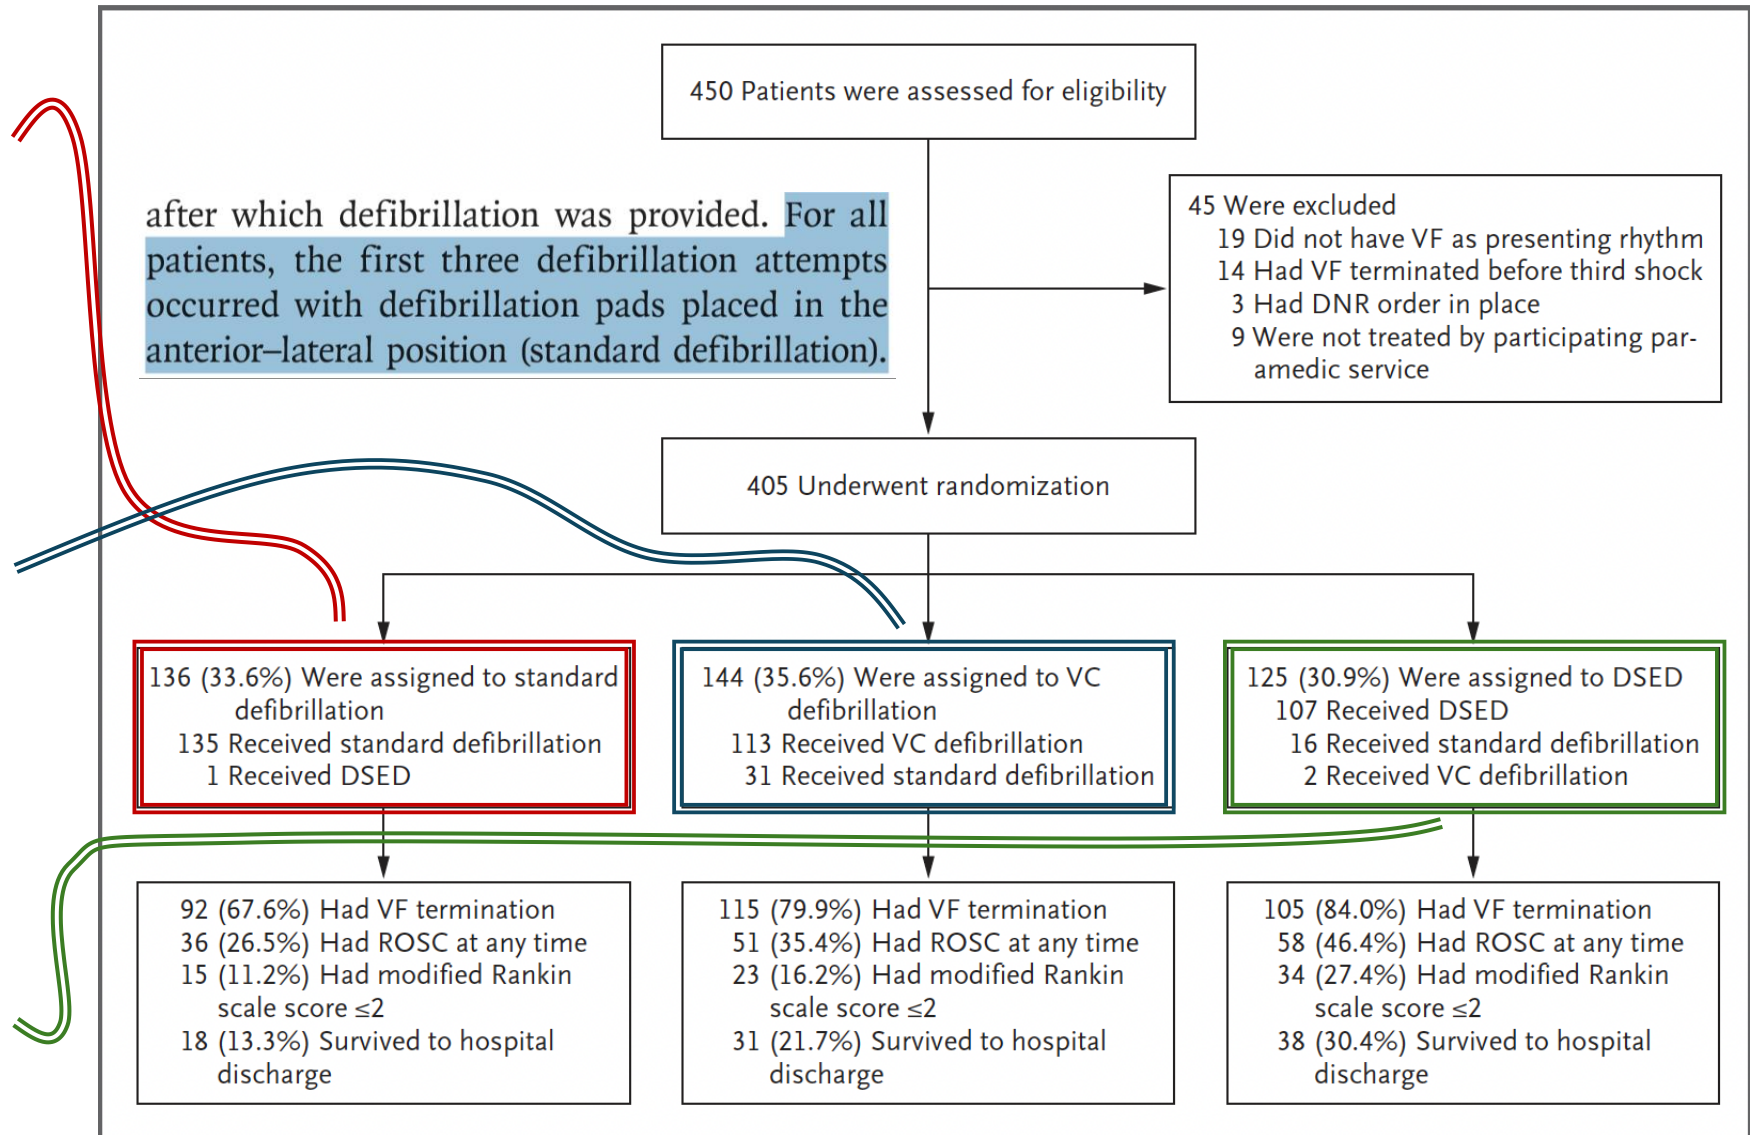 450 Patients were assessed for eligibility
after which defibrillation was provided. For all
patients, the first three defibrillation attempts
occurred with defibrillation pads placed in the
anterior–lateral position (standard defibrillation).
45 Were excluded
19 Did not have VF as presenting rhythm
14 Had VF terminated before third shock
3 Had DNR order in place
9 Were not treated by participating par-
amedic service
405 Underwent randomization
136 (33.6%) Were assigned to standard
defibrillation
135 Received standard defibrillation
1 Received DSED
144 (35.6%) Were assigned to VC
defibrillation
113 Received VC defibrillation
31 Received standard defibrillation
125 (30.9%) Were assigned to DSED
107 Received DSED
16 Received standard defibrillation
2 Received VC defibrillation
92 (67.6%) Had VF termination
36 (26.5%) Had ROSC at any time
15 (11.2%) Had modified Rankin
scale score ≤2
18 (13.3%) Survived to hospital
discharge
115 (79.9%) Had VF termination
51 (35.4%) Had ROSC at any time
23 (16.2%) Had modified Rankin
scale score ≤2
31 (21.7%) Survived to hospital
discharge
105 (84.0%) Had VF termination
58 (46.4%) Had ROSC at any time
34 (27.4%) Had modified Rankin
scale score ≤2
38 (30.4%) Survived to hospital
discharge